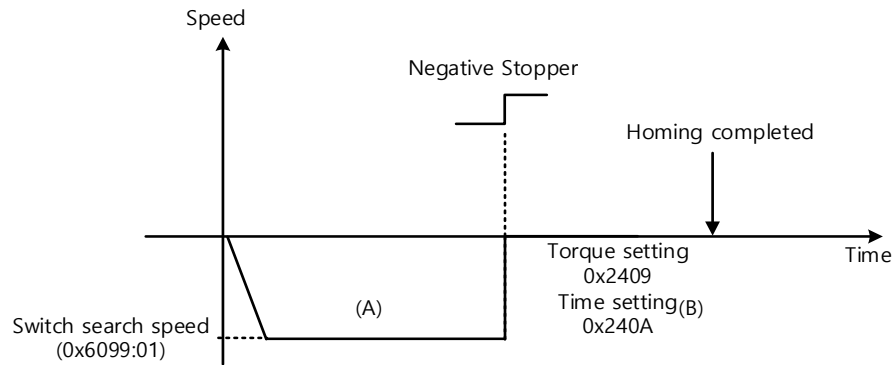 Speed
Negative Stopper
Homing completed
Time
Torque setting
0x2409
(A)
Time setting(B)
0x240A
Switch search speed
(0x6099:01)